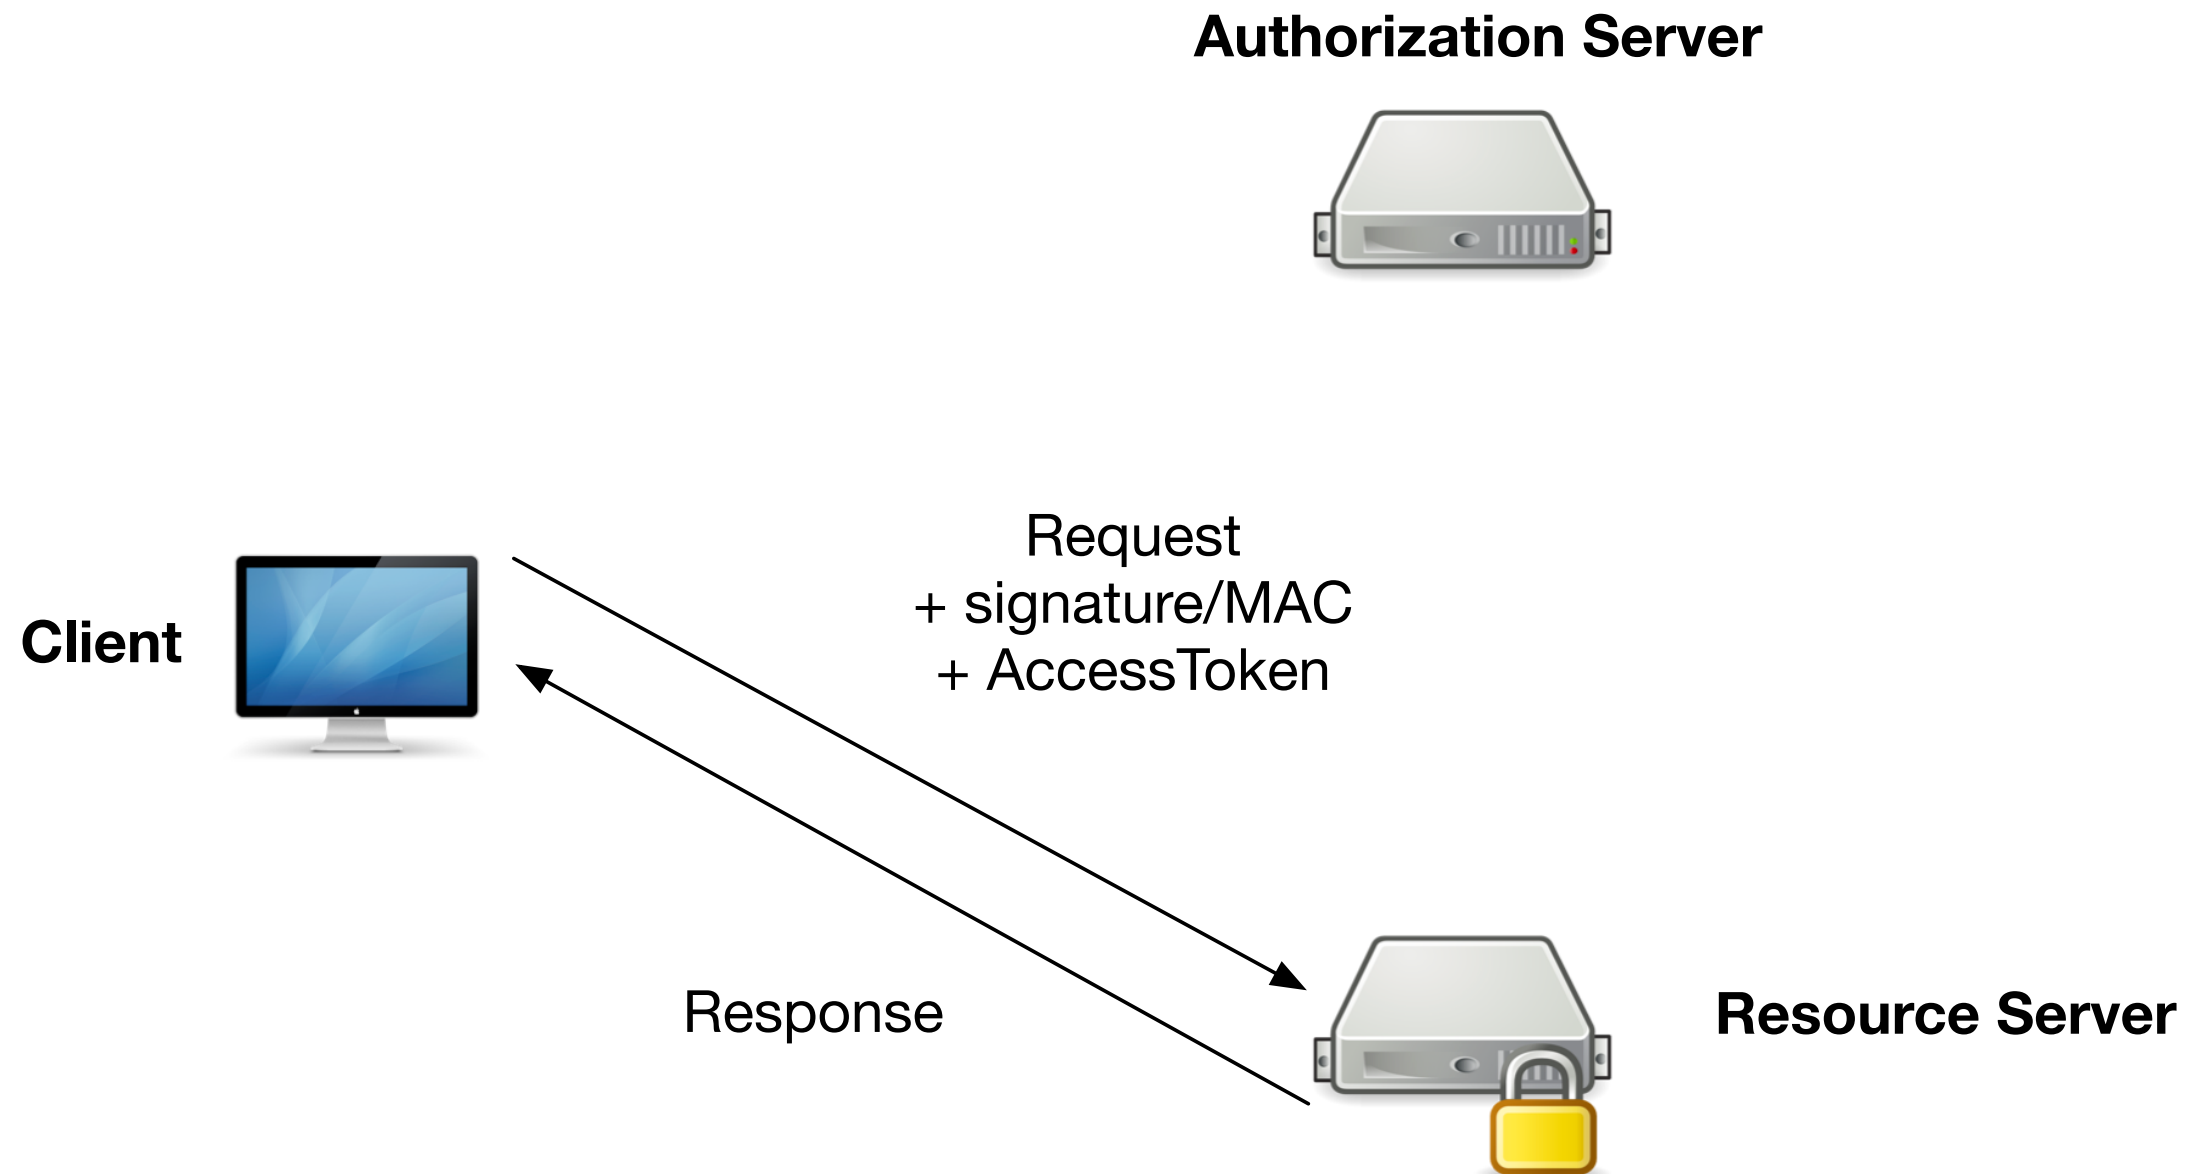 Authorization Server
Request
+ signature/MAC
+ AccessToken
Client
Response
Resource Server